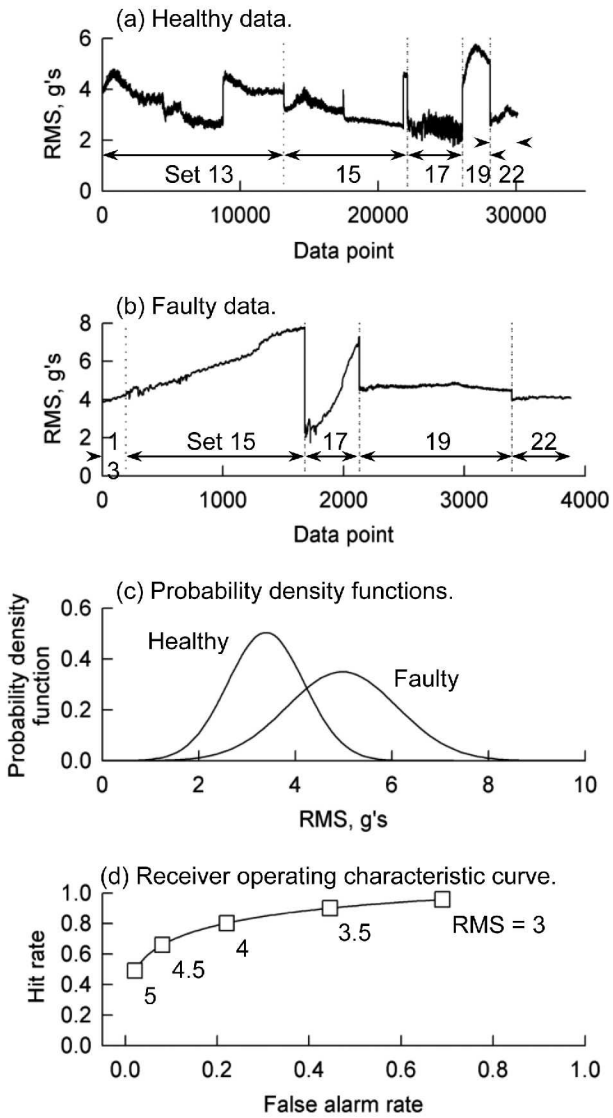 (a) Healthy data.
RMS, g's
6
4
2
0
Set 13
15
17
19
22
0
10000
20000
30000
Data point
(b) Faulty data.
RMS, g's
8
6
4
2
0
1
3
Set 15
17
19
22
0
1000
2000
3000
4000
Data point
(c) Probability density functions.
Probability density
function
0.6
0.4
0.2
0.0
Healthy
Faulty
0
2
4
6
8
10
RMS, g's
(d) Receiver operating characteristic curve.
Hit rate
1.0
0.8
0.6
0.4
0.2
0.0
5
4.5
4
3.5
RMS = 3
0.0
0.2
0.4
0.6
0.8
1.0
False alarm rate